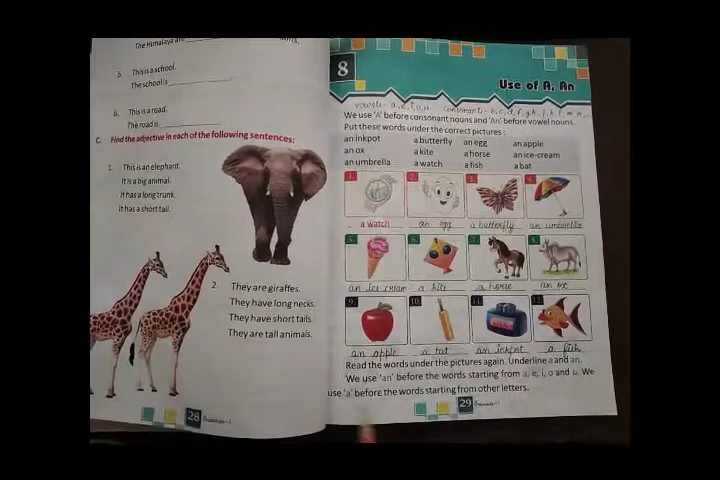 The Himalaya are
5. This is a school.
The school is
6. This is a road.
The road is
C. Find the adjective in each of the following sentences:
1. This is an elephant.
It is a big animal.
It has a long trunk.
It has a short tail.
2. They are giraffes.
They have long necks.
They have short tails.
They are tall animals.
28 Grammar-1
8
Use of A, An
vowels - a, e, i, o, u consonants - b, c, d, f, g, h, j, k, l, m, n,
We use 'A' before consonant nouns and 'An' before vowel nouns.
Put these words under the correct pictures :
an inkpot a butterfly an egg an apple
an ox a kite a horse an ice-cream
an umbrella a watch a fish a bat
1. 2. 3. 4.
a watch an egg a butterfly an umbrella
5. 6. 7. 8.
an ice cream a kite a horse an ox
9. 10. 11. 12.
an apple a bat an inkpot a fish
Read the words under the pictures again. Underline a and an.
We use 'an' before the words starting from a, e, i, o and u. We
use 'a' before the words starting from other letters.
29 Grammar-1